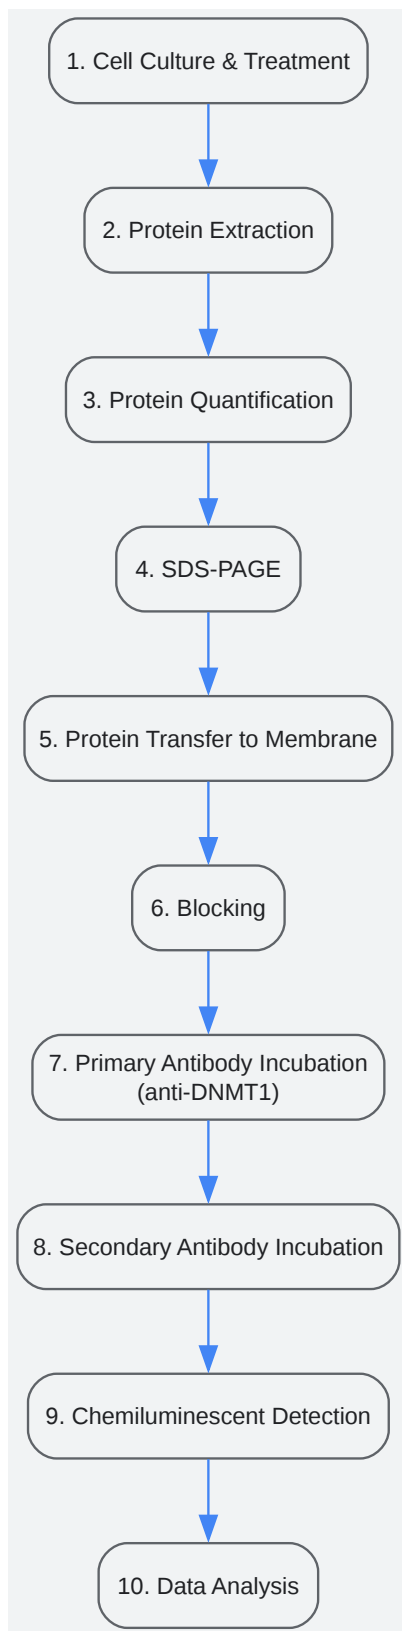 1. Cell Culture & Treatment
2. Protein Extraction
3. Protein Quantification
4. SDS-PAGE
5. Protein Transfer to Membrane
6. Blocking
7. Primary Antibody Incubation
(anti-DNMT1)
8. Secondary Antibody Incubation
9. Chemiluminescent Detection
10. Data Analysis